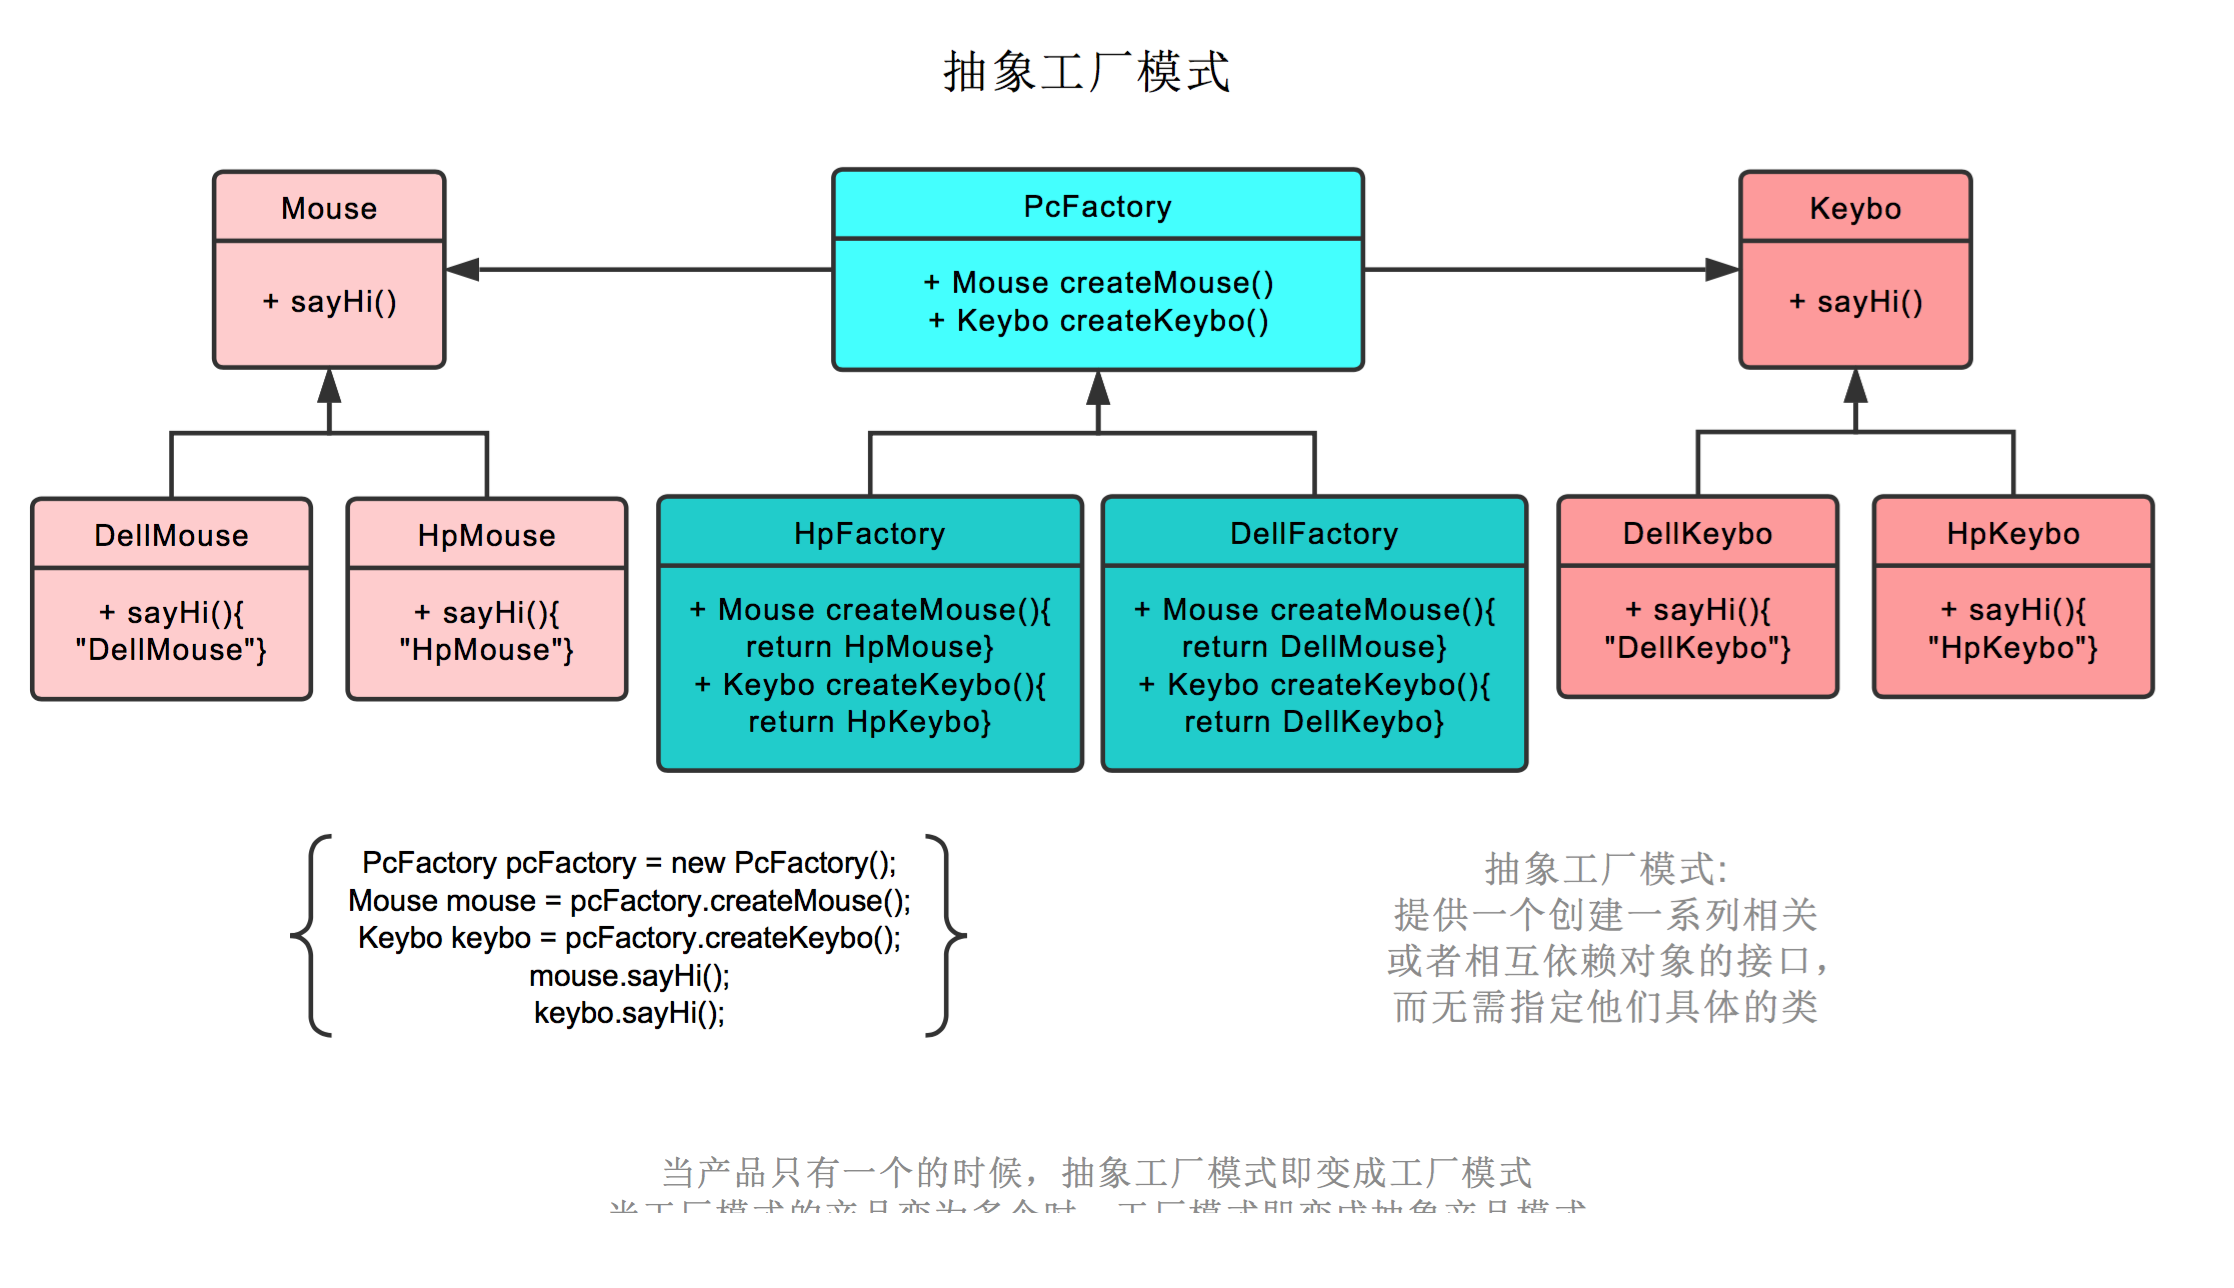 抽象工厂模式
Mouse
+ sayHi()
PcFactory
+ Mouse createMouse()
+ Keybo createKeybo()
Keybo
+ sayHi()
DellMouse
+ sayHi(){
"DellMouse"}
HpMouse
+ sayHi(){
"HpMouse"}
HpFactory
+ Mouse createMouse(){
return HpMouse}
+ Keybo createKeybo(){
return HpKeybo}
DellFactory
+ Mouse createMouse(){
return DellMouse}
+ Keybo createKeybo(){
return DellKeybo}
DellKeybo
+ sayHi(){
"DellKeybo"}
HpKeybo
+ sayHi(){
"HpKeybo"}
PcFactory pcFactory = new PcFactory();
Mouse mouse = pcFactory.createMouse();
Keybo keybo = pcFactory.createKeybo();
mouse.sayHi();
keybo.sayHi();
抽象工厂模式:
提供一个创建一系列相关
或者相互依赖对象的接口，
而无需指定他们具体的类
当产品只有一个的时候，抽象工厂模式即变成工厂模式